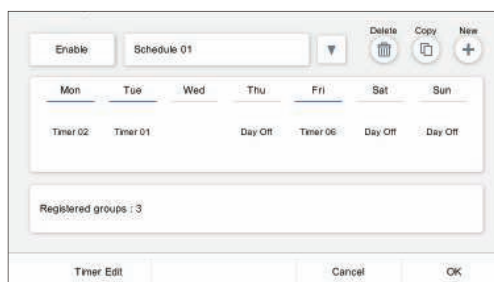 Delete Copy New
Enable Schedule 01
Mon Tue Wed Thu Fri Sat Sun
Timer 02 Timer 01 Day Off Timer 06 Day Off Day Off
Registered groups : 3
Timer Edit Cancel OK